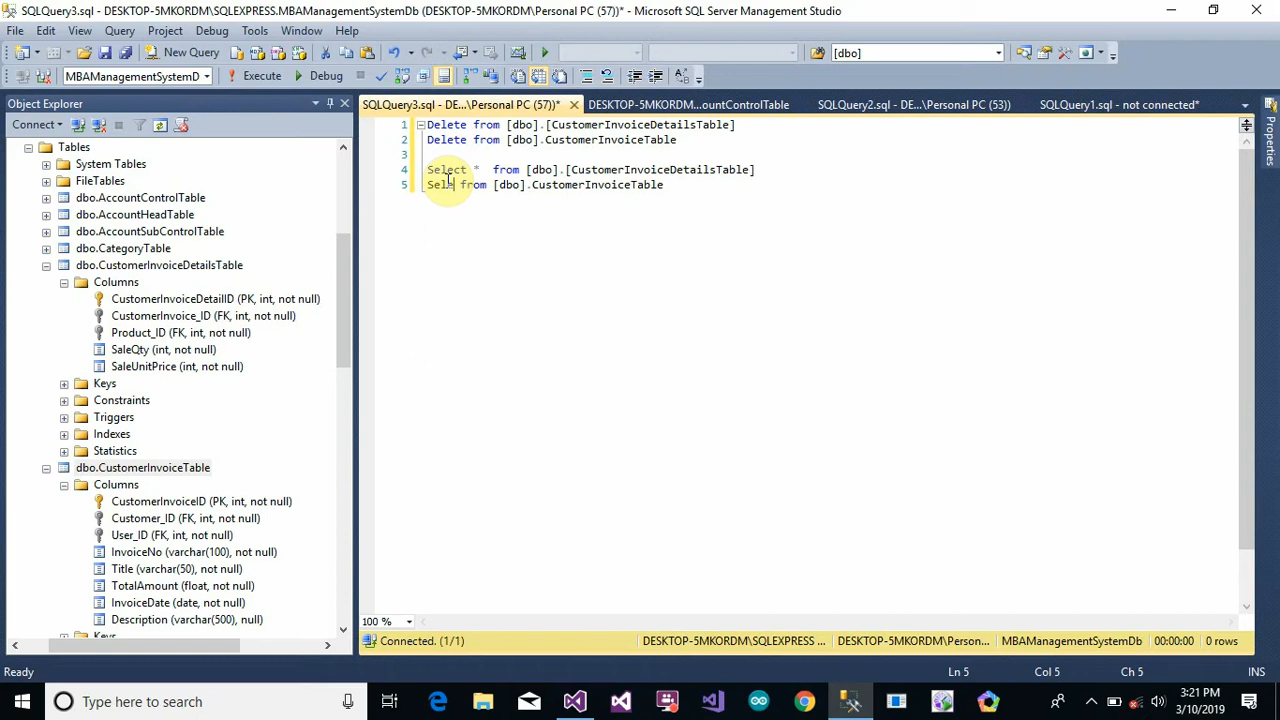 SQLQuery3.sql - DESKTOP-5MKORDM\SQLEXPRESS.MBAManagementSystemDb (DESKTOP-5MKORDM\Personal PC (57))* - Microsoft SQL Server Management Studio
File Edit View Query Project Debug Tools Window Help
New Query [dbo]
MBAManagementSystemD Execute Debug
Object Explorer
SQLQuery3.sql - DE...\Personal PC (57))* DESKTOP-5MKORDM...ountControlTable SQLQuery2.sql - DE...\Personal PC (53)) SQLQuery1.sql - not connected*
Connect
Properties
Tables
System Tables
FileTables
dbo.AccountControlTable
dbo.AccountHeadTable
dbo.AccountSubControlTable
dbo.CategoryTable
dbo.CustomerInvoiceDetailsTable
Columns
CustomerInvoiceDetailID (PK, int, not null)
CustomerInvoice_ID (FK, int, not null)
Product_ID (FK, int, not null)
SaleQty (int, not null)
SaleUnitPrice (int, not null)
Keys
Constraints
Triggers
Indexes
Statistics
dbo.CustomerInvoiceTable
Columns
CustomerInvoiceID (PK, int, not null)
Customer_ID (FK, int, not null)
User_ID (FK, int, not null)
InvoiceNo (varchar(100), not null)
Title (varchar(50), not null)
TotalAmount (float, not null)
InvoiceDate (date, not null)
Description (varchar(500), null)
1 Delete from [dbo].[CustomerInvoiceDetailsTable]
2 Delete from [dbo].CustomerInvoiceTable
3
4 Select * from [dbo].[CustomerInvoiceDetailsTable]
5 Sele from [dbo].CustomerInvoiceTable
100 %
Connected. (1/1) DESKTOP-5MKORDM\SQLEXPRESS ... DESKTOP-5MKORDM\Person... MBAManagementSystemDb 00:00:00 0 rows
Ready Ln 5 Col 5 Ch 5 INS
Type here to search
3:21 PM
3/10/2019